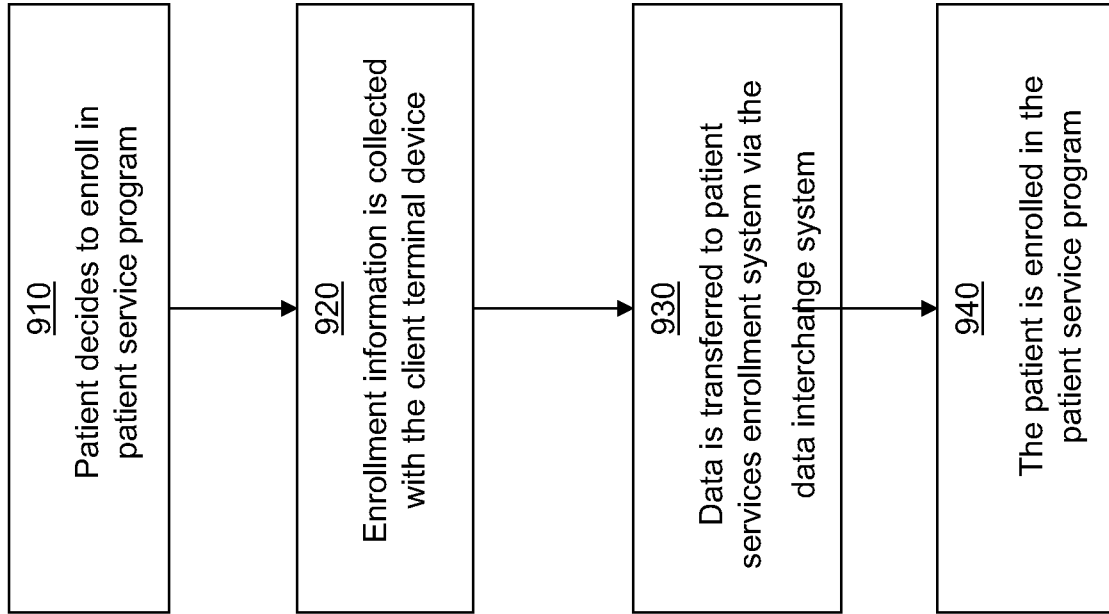 910
Patient decides to enroll in
patient service program
920
Enrollment information is collected
with the client terminal device
930
Data is transferred to patient
services enrollment system via the
data interchange system
940
The patient is enrolled in the
patient service program